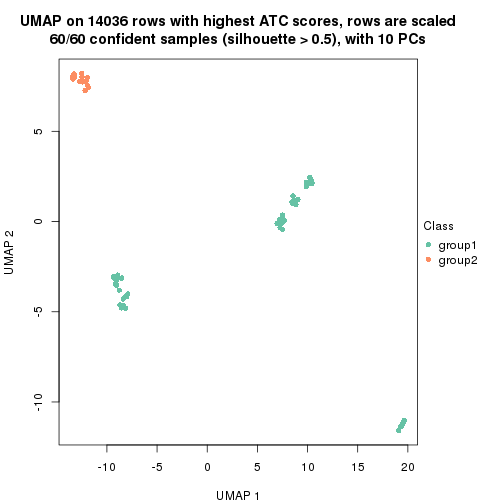 UMAP on 14036 rows with highest ATC scores, rows are scaled
60/60 confident samples (silhouette > 0.5), with 10 PCs
5
0
-5
-10
UMAP 2
-10
-5
0
5
10
15
20
UMAP 1
Class
group1
group2